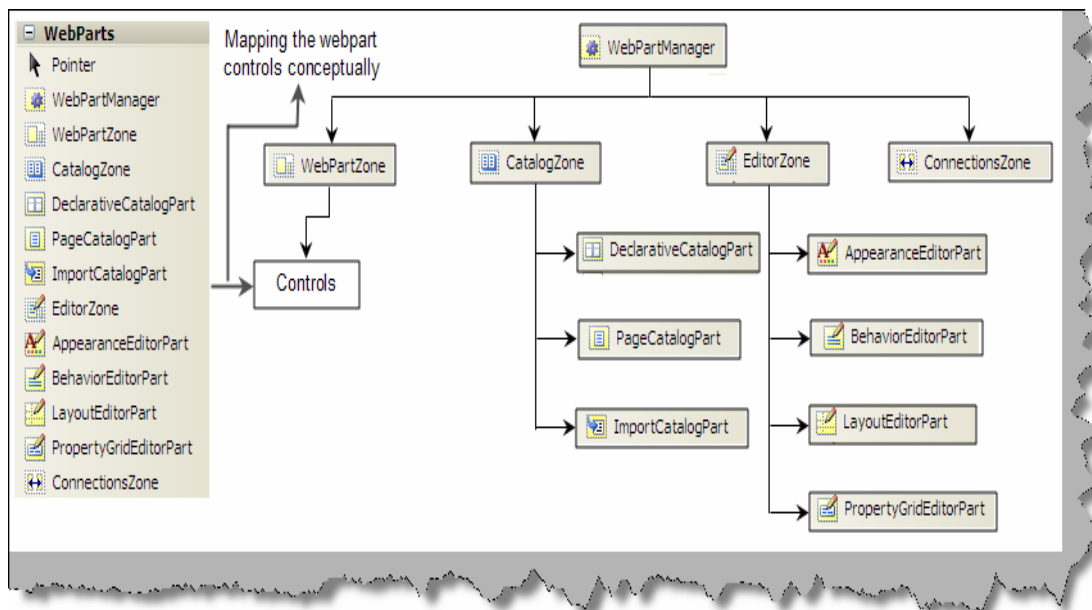 WebParts
Pointer
WebPartManager
WebPartZone
CatalogZone
DeclarativeCatalogPart
PageCatalogPart
ImportCatalogPart
EditorZone
AppearanceEditorPart
BehaviorEditorPart
LayoutEditorPart
PropertyGridEditorPart
ConnectionsZone
Mapping the webpart
controls conceptually
WebPartManager
WebPartZone
CatalogZone
EditorZone
ConnectionsZone
Controls
DeclarativeCatalogPart
PageCatalogPart
ImportCatalogPart
AppearanceEditorPart
BehaviorEditorPart
LayoutEditorPart
PropertyGridEditorPart